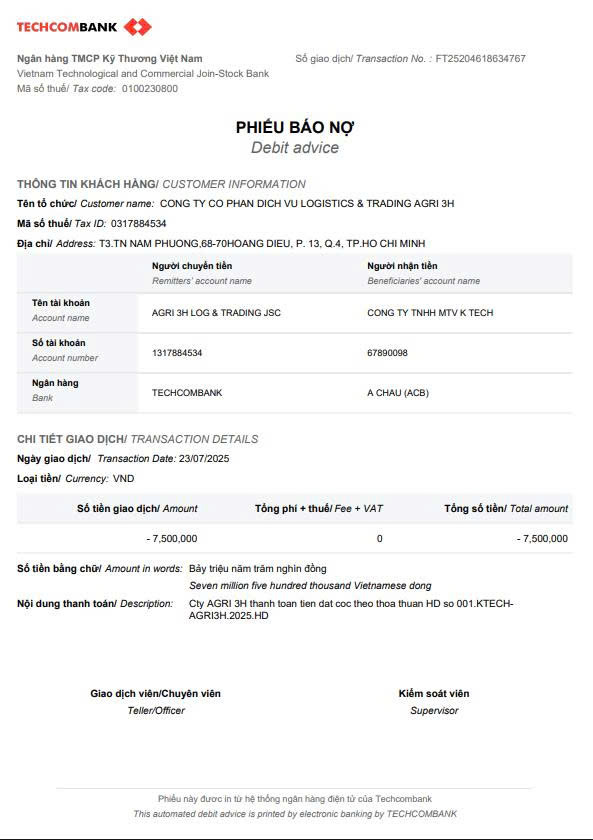 TECHCOMBANK
Ngân hàng TMCP Kỹ Thương Việt Nam
Số giao dịch/ Transaction No. : FT25204618634767
Vietnam Technological and Commercial Join-Stock Bank
Mã số thuế/ Tax code: 0100230800
PHIẾU BÁO NỢ
Debit advice
THÔNG TIN KHÁCH HÀNG/ CUSTOMER INFORMATION
Tên tổ chức/ Customer name: CONG TY CO PHAN DICH VU LOGISTICS & TRADING AGRI 3H
Mã số thuế/ Tax ID: 0317884534
Địa chỉ/ Address: T3.TN NAM PHUONG,68-70HOANG DIEU, P. 13, Q.4, TP.HO CHI MINH
Người chuyển tiền Người nhận tiền
Remitters' account name Beneficiaries' account name
Tên tài khoản
Account name
AGRI 3H LOG & TRADING JSC CONG TY TNHH MTV K TECH
Số tài khoản
Account number
1317884534 67890098
Ngân hàng
Bank
TECHCOMBANK A CHAU (ACB)
CHI TIẾT GIAO DỊCH/ TRANSACTION DETAILS
Ngày giao dịch/ Transaction Date: 23/07/2025
Loại tiền/ Currency: VND
Số tiền giao dịch/ Amount Tổng phí + thuế/ Fee + VAT Tổng số tiền/ Total amount
- 7,500,000 0 - 7,500,000
Số tiền bằng chữ/ Amount in words: Bảy triệu năm trăm nghìn đồng
Seven million five hundred thousand Vietnamese dong
Nội dung thanh toán/ Description: Cty AGRI 3H thanh toan tien dat coc theo thoa thuan HD so 001.KTECH-
AGRI3H.2025.HD
Giao dịch viên/Chuyên viên Kiểm soát viên
Teller/Officer Supervisor
Phiếu này được in từ hệ thống ngân hàng điện tử của Techcombank
This automated debit advice is printed by electronic banking by TECHCOMBANK